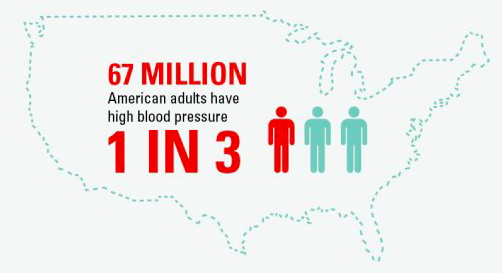 67 MILLION
American adults have
high blood pressure
1 IN 3